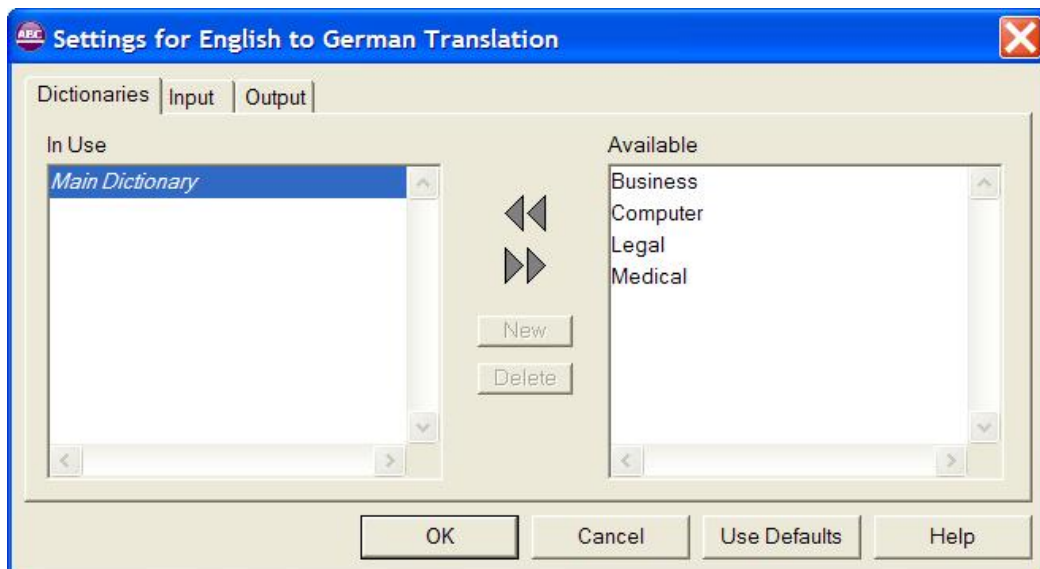 ABC Settings for English to German Translation
Dictionaries Input Output
In Use
Main Dictionary
Available
Business
Computer
Legal
Medical
New
Delete
OK Cancel Use Defaults Help